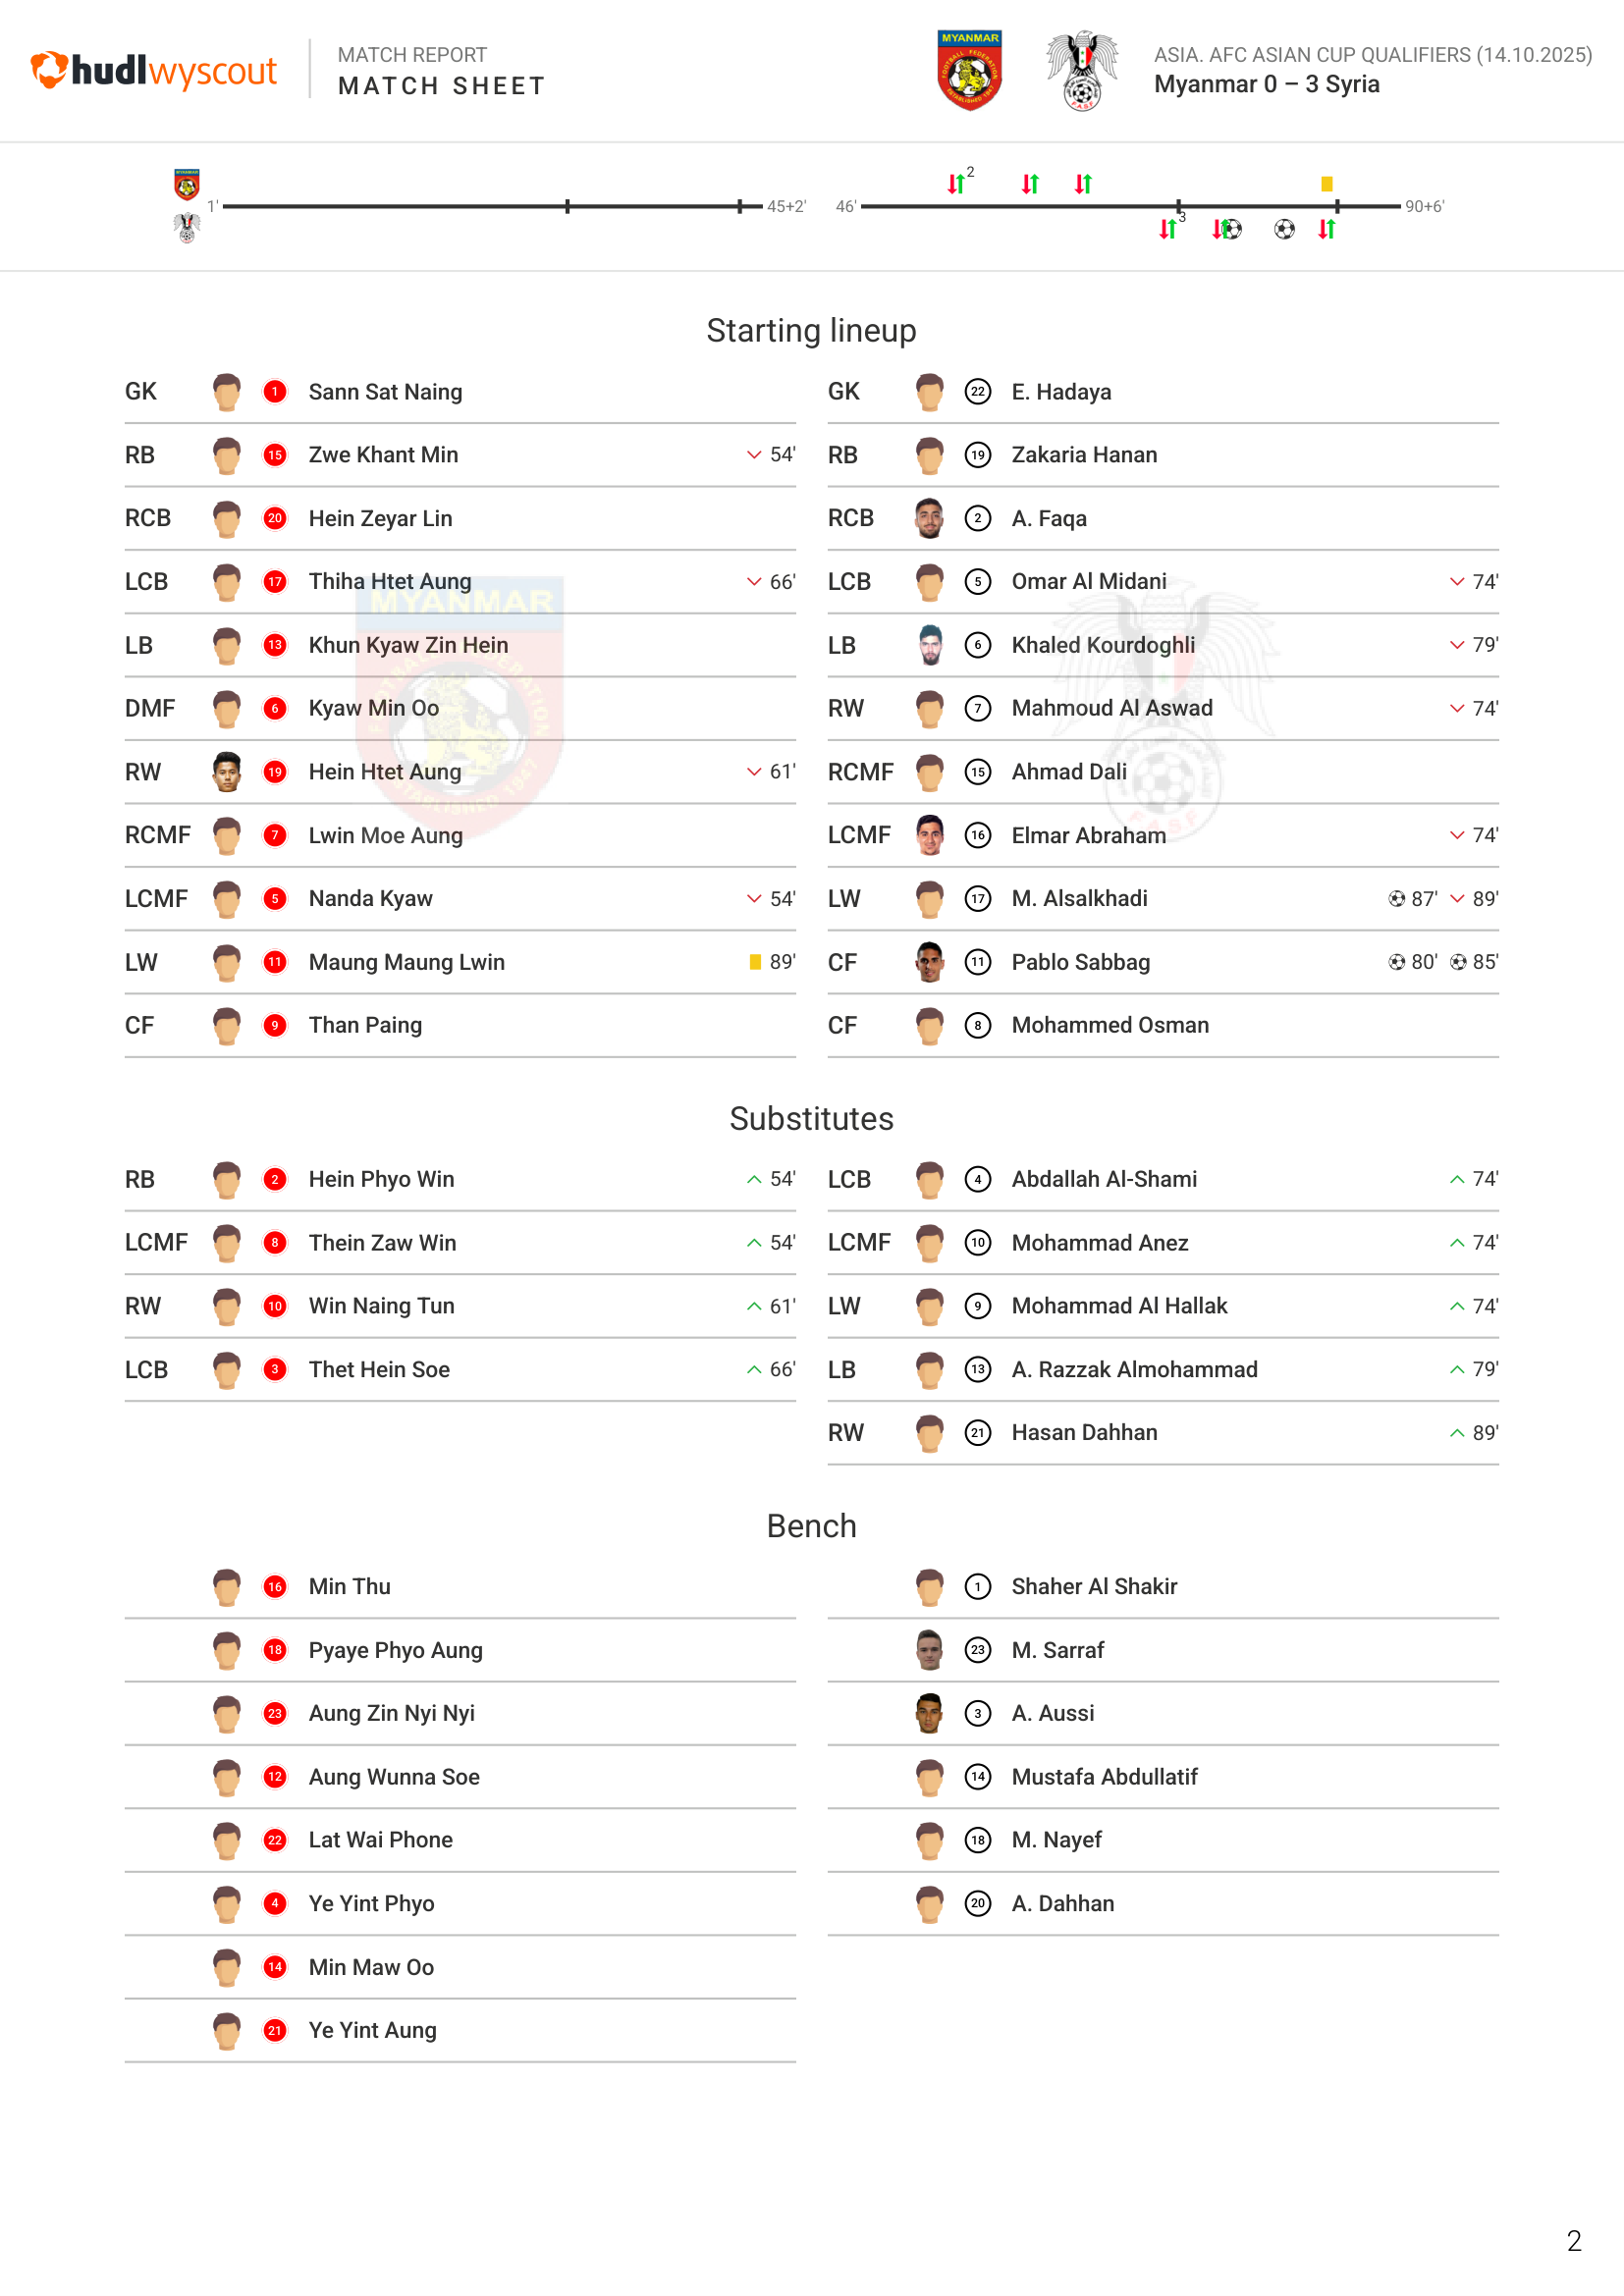 hudl wyscout
MATCH REPORT
MATCH SHEET
MYANMAR
ASIA. AFC ASIAN CUP QUALIFIERS (14.10.2025)
Myanmar 0 – 3 Syria
1'
45+2'
46'
90+6'
2
3
Starting lineup
GK 1 Sann Sat Naing
RB 15 Zwe Khant Min 54'
RCB 20 Hein Zeyar Lin
LCB 17 Thiha Htet Aung 66'
LB 13 Khun Kyaw Zin Hein
DMF 6 Kyaw Min Oo
RW 19 Hein Htet Aung 61'
RCMF 7 Lwin Moe Aung
LCMF 5 Nanda Kyaw 54'
LW 11 Maung Maung Lwin 89'
CF 9 Than Paing
GK 22 E. Hadaya
RB 19 Zakaria Hanan
RCB 2 A. Faqa
LCB 5 Omar Al Midani 74'
LB 6 Khaled Kourdoghli 79'
RW 7 Mahmoud Al Aswad 74'
RCMF 15 Ahmad Dali
LCMF 16 Elmar Abraham 74'
LW 17 M. Alsalkhadi 87' 89'
CF 11 Pablo Sabbag 80' 85'
CF 8 Mohammed Osman
Substitutes
RB 2 Hein Phyo Win 54'
LCMF 8 Thein Zaw Win 54'
RW 10 Win Naing Tun 61'
LCB 3 Thet Hein Soe 66'
LCB 4 Abdallah Al-Shami 74'
LCMF 10 Mohammad Anez 74'
LW 9 Mohammad Al Hallak 74'
LB 13 A. Razzak Almohammad 79'
RW 21 Hasan Dahhan 89'
Bench
16 Min Thu
18 Pyaye Phyo Aung
23 Aung Zin Nyi Nyi
12 Aung Wunna Soe
22 Lat Wai Phone
4 Ye Yint Phyo
14 Min Maw Oo
21 Ye Yint Aung
1 Shaher Al Shakir
23 M. Sarraf
3 A. Aussi
14 Mustafa Abdullatif
18 M. Nayef
20 A. Dahhan
2